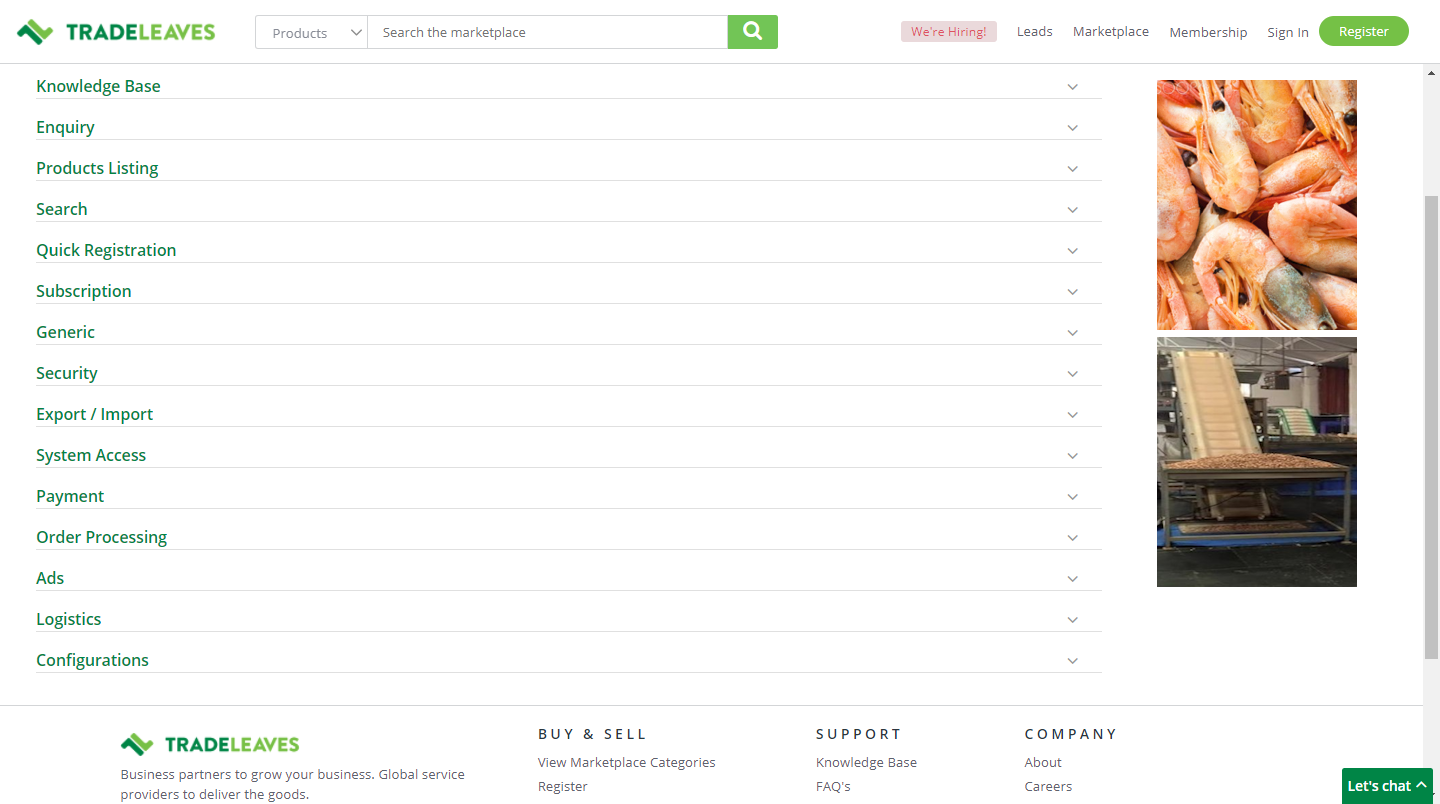 TRADELEAVES
Products
Search the marketplace
We're Hiring!
Leads
Marketplace
Membership
Sign In
Register
Knowledge Base
Enquiry
Products Listing
Search
Quick Registration
Subscription
Generic
Security
Export / Import
System Access
Payment
Order Processing
Ads
Logistics
Configurations
TRADELEAVES
Business partners to grow your business. Global service
providers to deliver the goods.
BUY & SELL
View Marketplace Categories
Register
SUPPORT
Knowledge Base
FAQ's
COMPANY
About
Careers
Let's chat